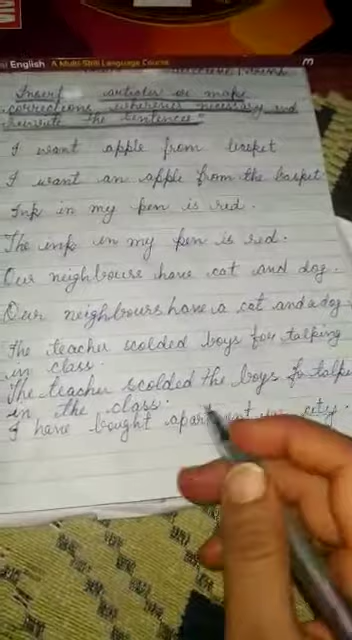 English A Multi-Skill Language Course
Insert articles or make
corrections wherever necessary and
rewrite the sentences"
I want apple from basket
I want an apple from the basket
Ink in my pen is red.
The ink in my pen is red.
Our neighbours have cat and dog.
Our neighbours have a cat and a dog
The teacher scolded boys for talking
in class.
The teacher scolded the boys for talk
in the class.
I have bought apartment city.